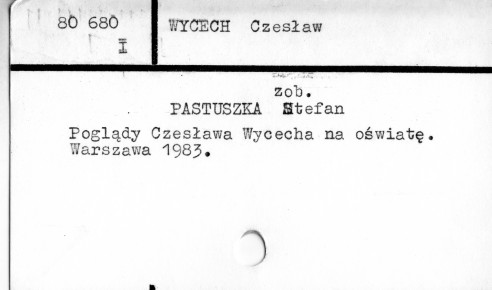 80 680
I
WYCECH Czesław
zob.
PASTUSZKA Stefan
Poglądy Czesława Wycecha na oświatę.
Warszawa 1983.